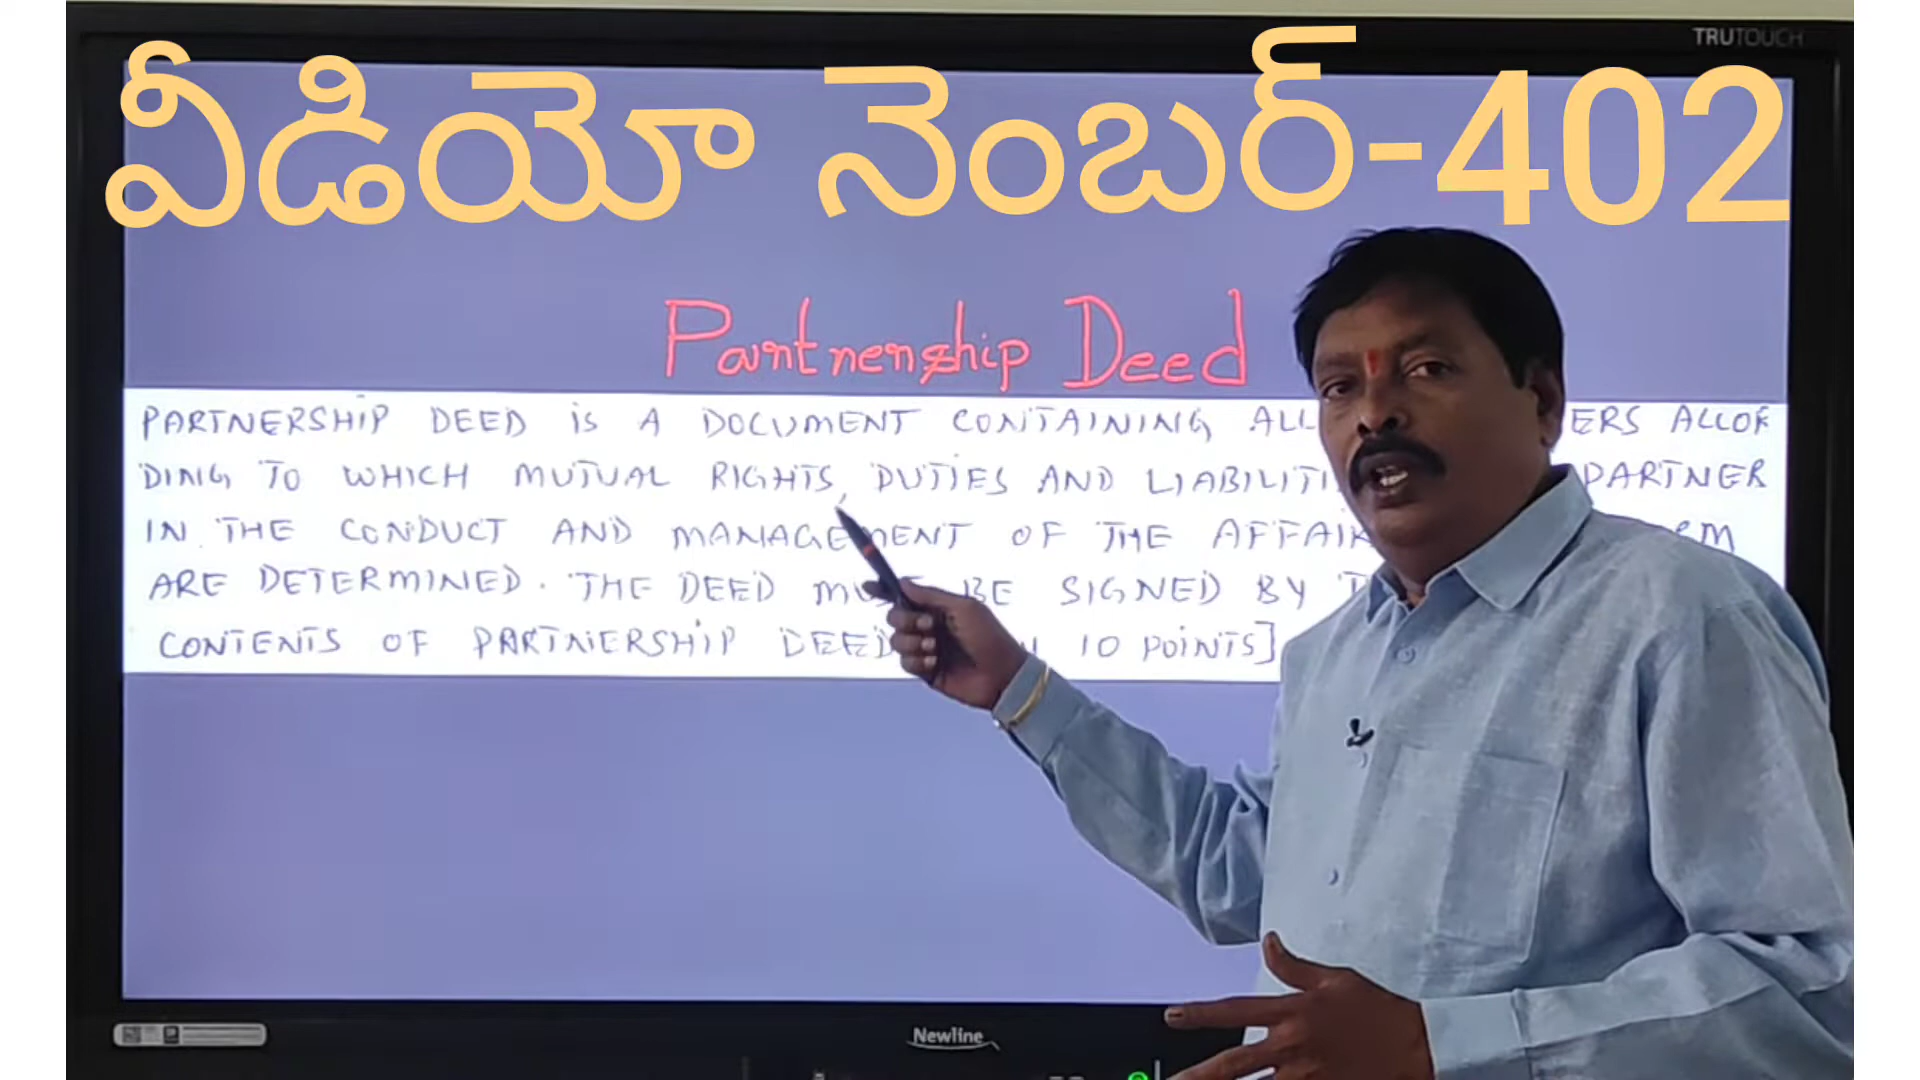 TRUTOUCH
వీడియో నెంబర్-402
Partnership Deed
PARTNERSHIP DEED IS A DOCUMENT CONTAINING ALL ERS ALLOR
DING TO WHICH MUTUAL RIGHTS, DUTIES AND LIABILITI PARTNER
IN THE CONDUCT AND MANAGEMENT OF THE AFFAIR
ARE DETERMINED. THE DEED MUST BE SIGNED BY
CONTENTS OF PARTNERSHIP DEED 10 POINTS]
Newline